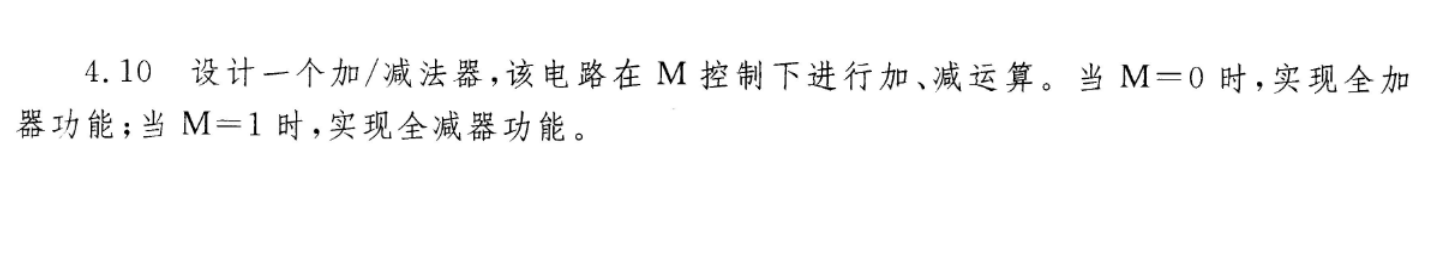 4.10 设计一个加/减法器,该电路在 M 控制下进行加、减运算。当 M=0 时,实现全加
器功能;当 M=1 时,实现全减器功能。